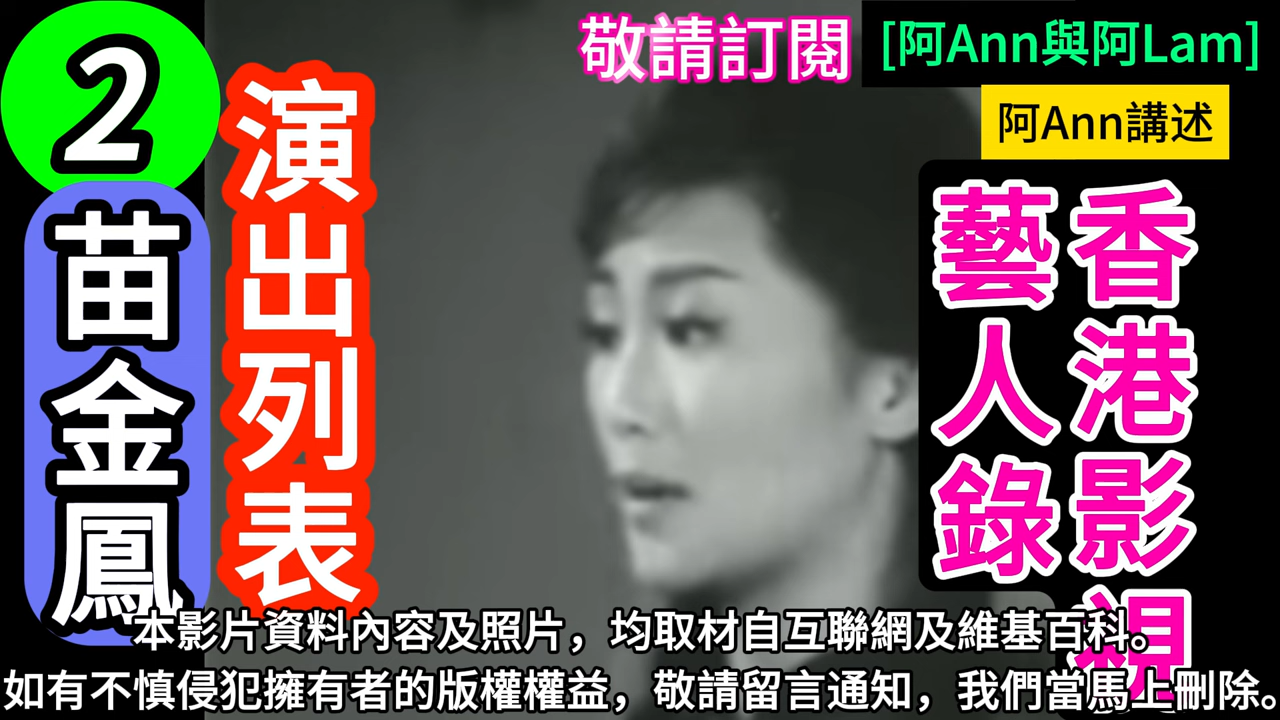 2
苗金鳳
演出列表
敬請訂閱
[阿Ann與阿Lam]
阿Ann講述
香港影視
藝人錄
本影片資料內容及照片，均取材自互聯網及維基百科。
如有不慎侵犯擁有者的版權權益，敬請留言通知，我們當馬上刪除。